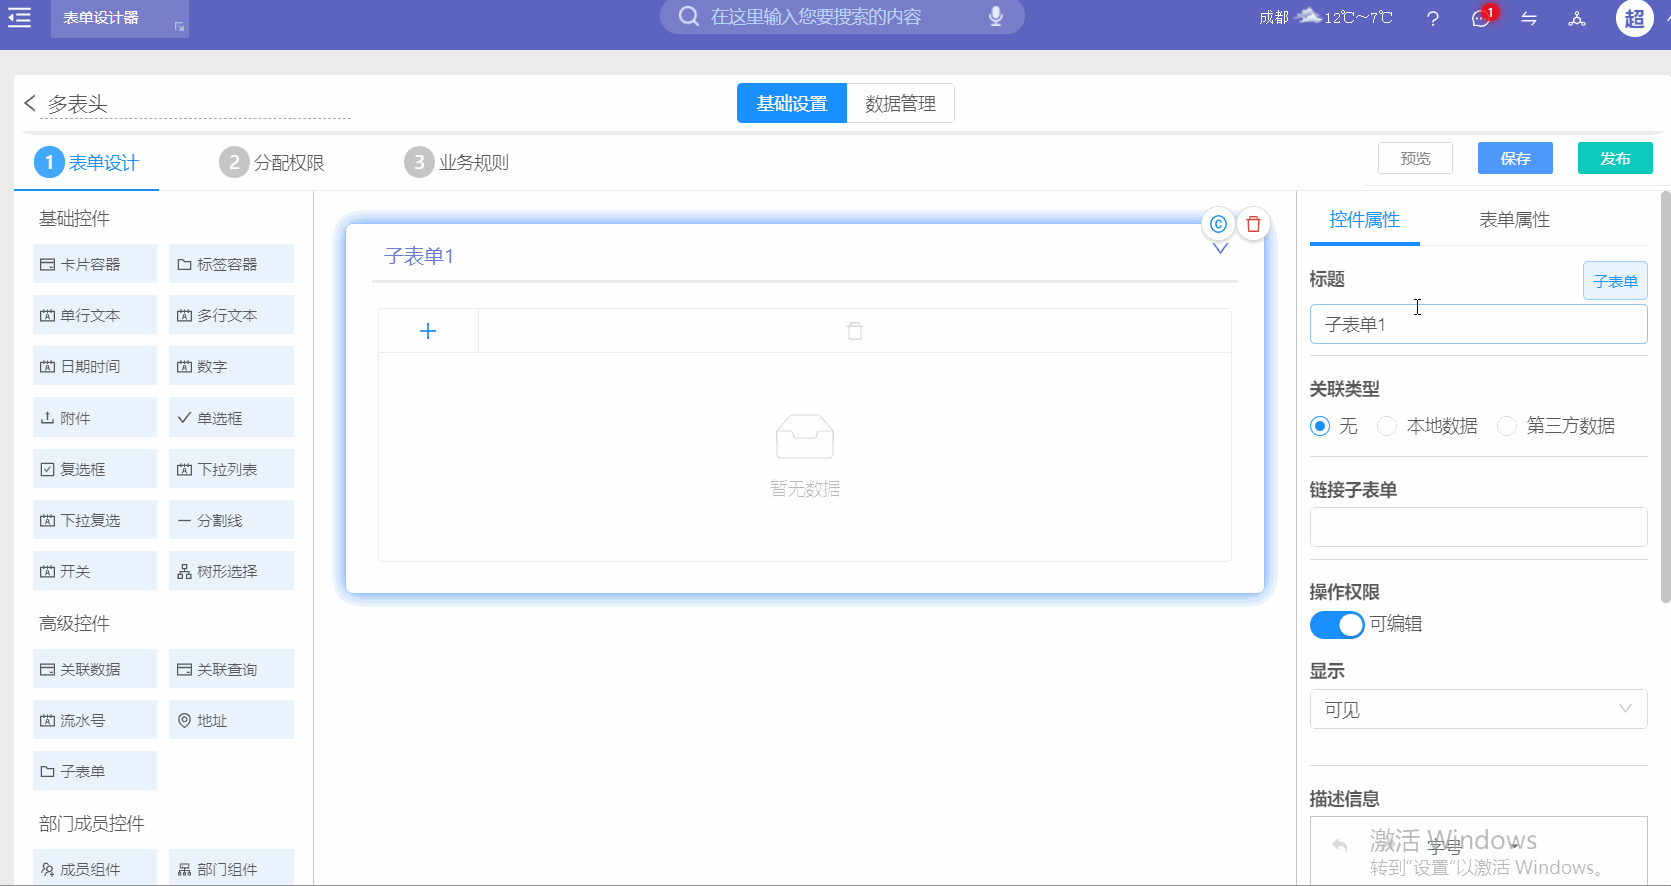 表单设计器
在这里输入您要搜索的内容
成都 12℃～7℃
1
超
多表头
基础设置 数据管理
1 表单设计 2 分配权限 3 业务规则
预览 保存 发布
基础控件
卡片容器 标签容器
单行文本 多行文本
日期时间 数字
附件 单选框
复选框 下拉列表
下拉复选 分割线
开关 树形选择
高级控件
关联数据 关联查询
流水号 地址
子表单
部门成员控件
成员组件 部门组件
子表单1
暂无数据
控件属性 表单属性
标题 子表单
子表单1
关联类型
无 本地数据 第三方数据
链接子表单
操作权限
可编辑
显示
可见
描述信息
字号
激活 Windows
转到“设置”以激活 Windows。